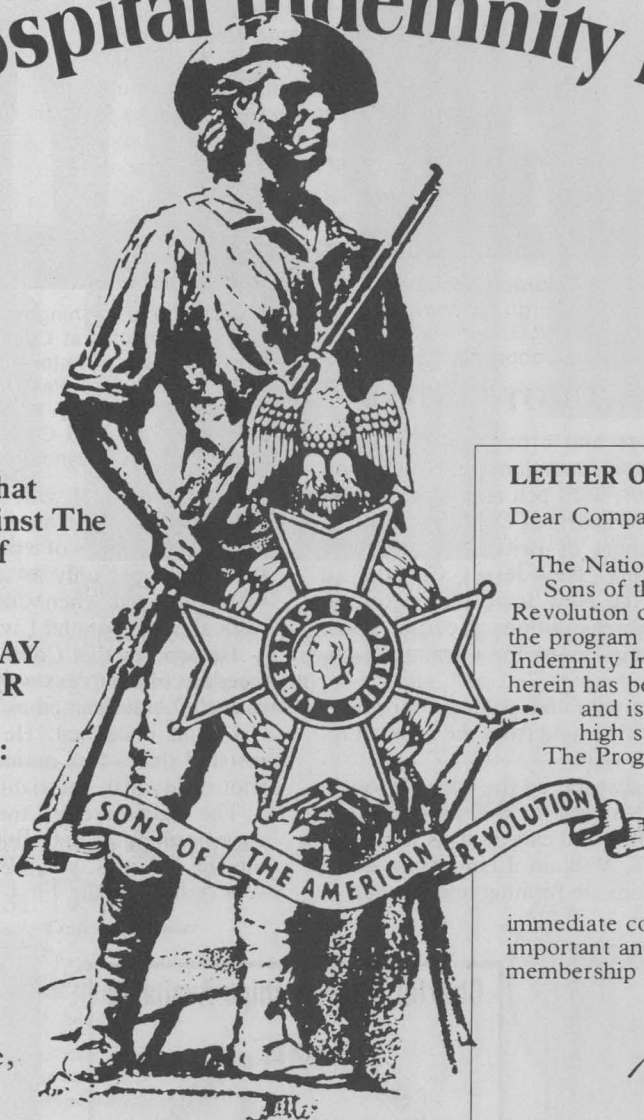 ospital Indemnity
hat
inst The
f
AY
R
:
e,
LIBERTAS ET PATRIA
SONS OF THE AMERICAN REVOLUTION
LETTER O
Dear Compa
The Natio
Sons of th
Revolution c
the program
Indemnity In
herein has be
and is
high s
The Prog
immediate co
important an
membership